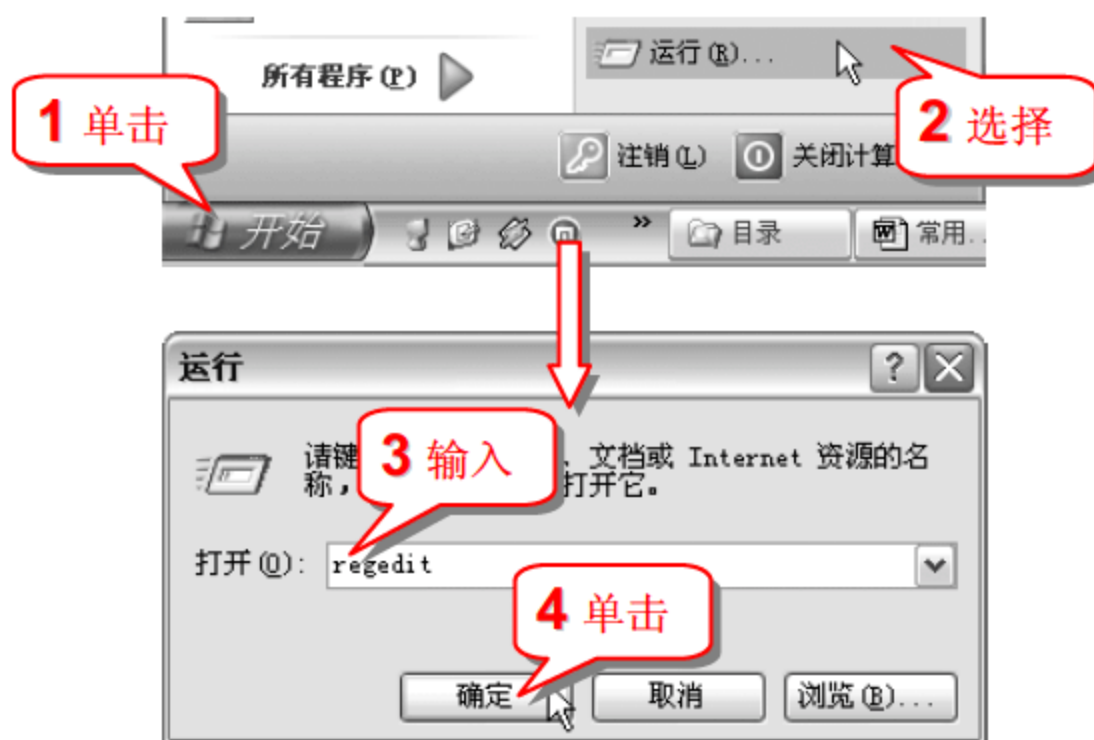 运行(R)...
所有程序(P)
1 单击
2 选择
注销(L)
关闭计算
开始
»
目录
常用..
运行
请键
、文档或 Internet 资源的名
称，
打开它。
3 输入
打开(O):
regedit
4 单击
确定
取消
浏览(B)...